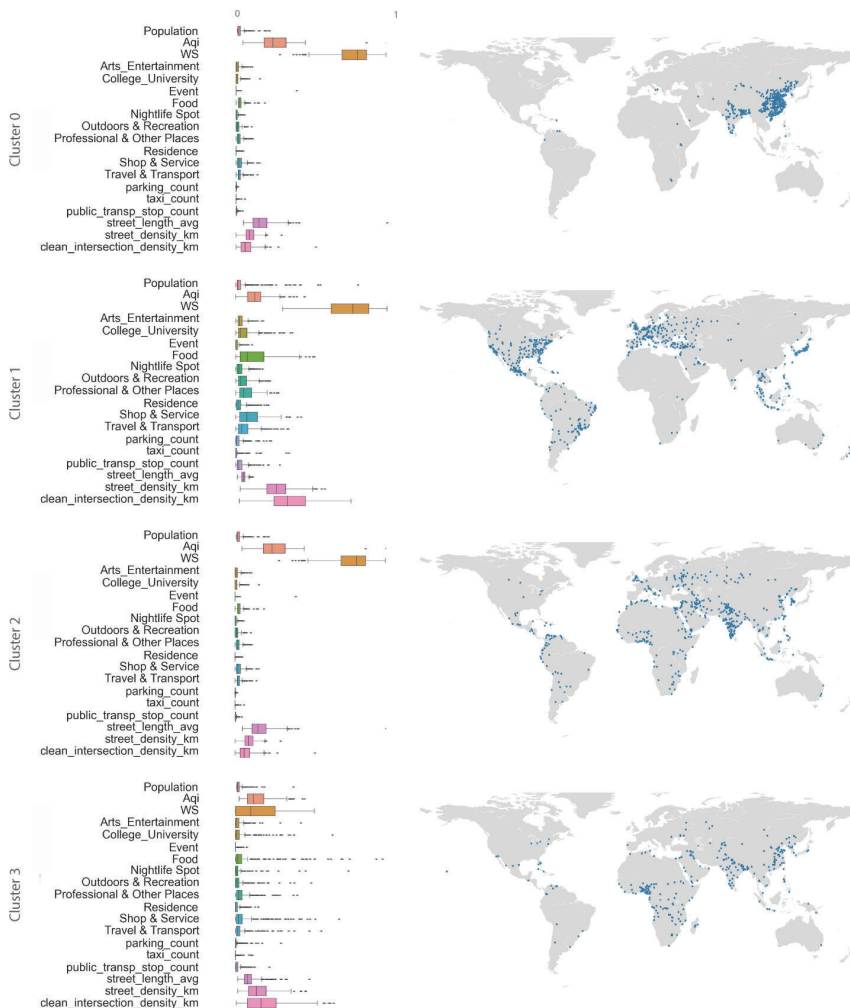 0 1
Cluster 0
Population
Aqi
WS
Arts_Entertainment
College_University
Event
Food
Nightlife Spot
Outdoors & Recreation
Professional & Other Places
Residence
Shop & Service
Travel & Transport
parking_count
taxi_count
public_transp_stop_count
street_length_avg
street_density_km
clean_intersection_density_km
Cluster 1
Population
Aqi
WS
Arts_Entertainment
College_University
Event
Food
Nightlife Spot
Outdoors & Recreation
Professional & Other Places
Residence
Shop & Service
Travel & Transport
parking_count
taxi_count
public_transp_stop_count
street_length_avg
street_density_km
clean_intersection_density_km
Cluster 2
Population
Aqi
WS
Arts_Entertainment
College_University
Event
Food
Nightlife Spot
Outdoors & Recreation
Professional & Other Places
Residence
Shop & Service
Travel & Transport
parking_count
taxi_count
public_transp_stop_count
street_length_avg
street_density_km
clean_intersection_density_km
Cluster 3
Population
Aqi
WS
Arts_Entertainment
College_University
Event
Food
Nightlife Spot
Outdoors & Recreation
Professional & Other Places
Residence
Shop & Service
Travel & Transport
parking_count
taxi_count
public_transp_stop_count
street_length_avg
street_density_km
clean_intersection_density_km